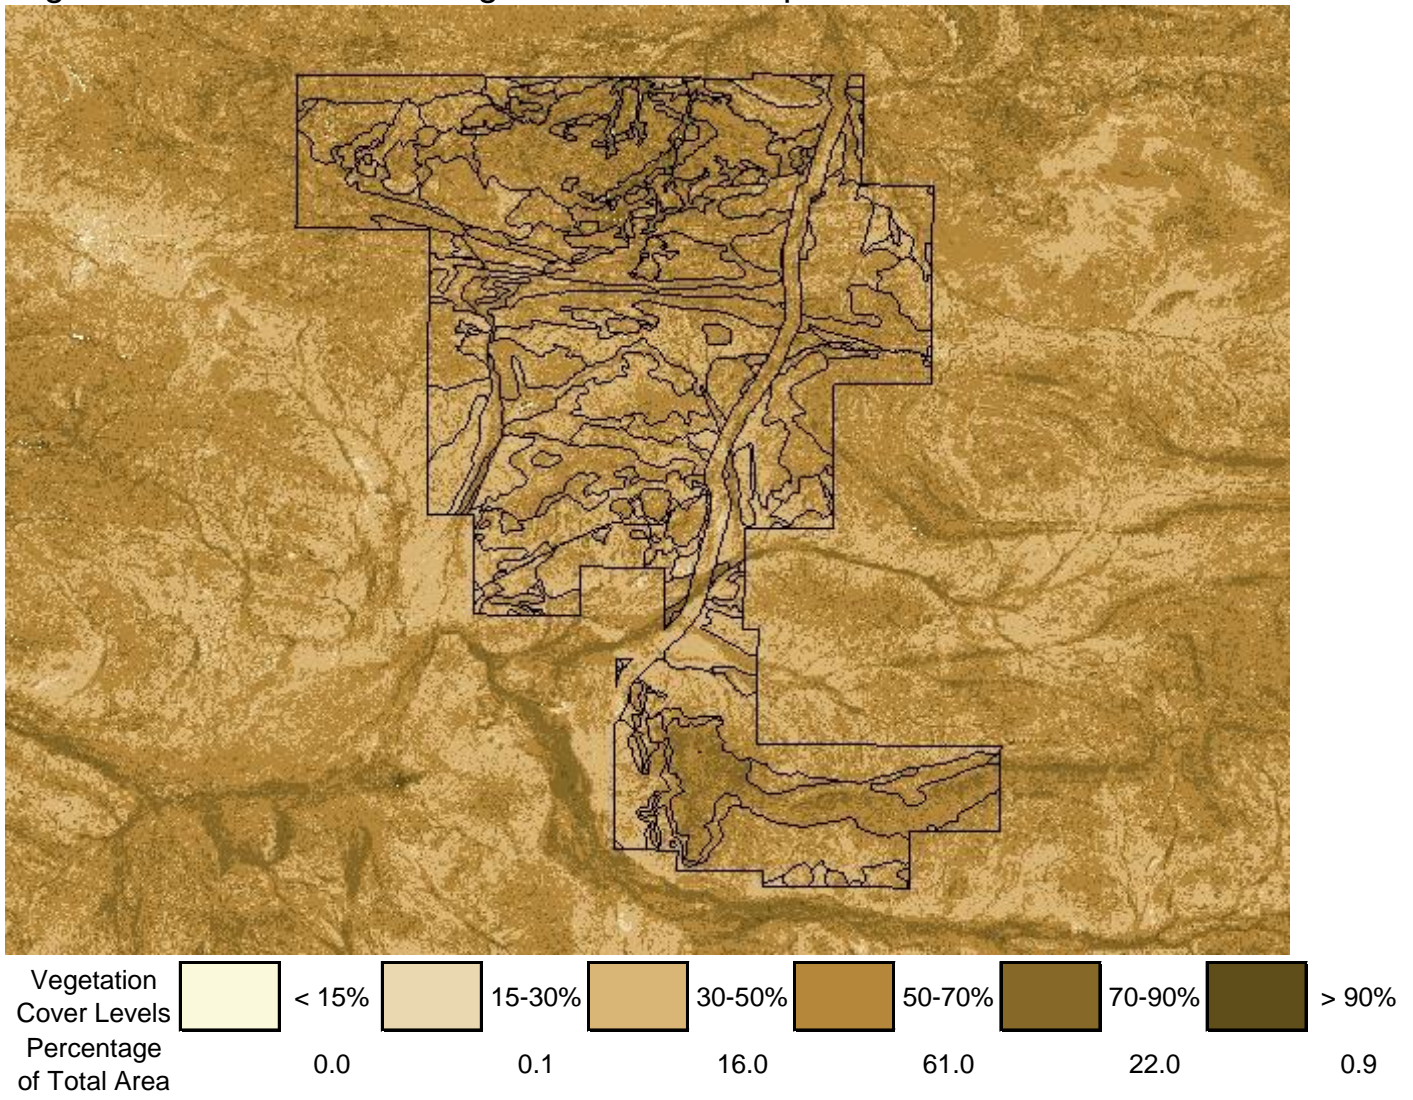 Vegetation
Cover Levels
< 15% 15-30% 30-50% 50-70% 70-90% > 90%
Percentage
of Total Area
0.0 0.1 16.0 61.0 22.0 0.9